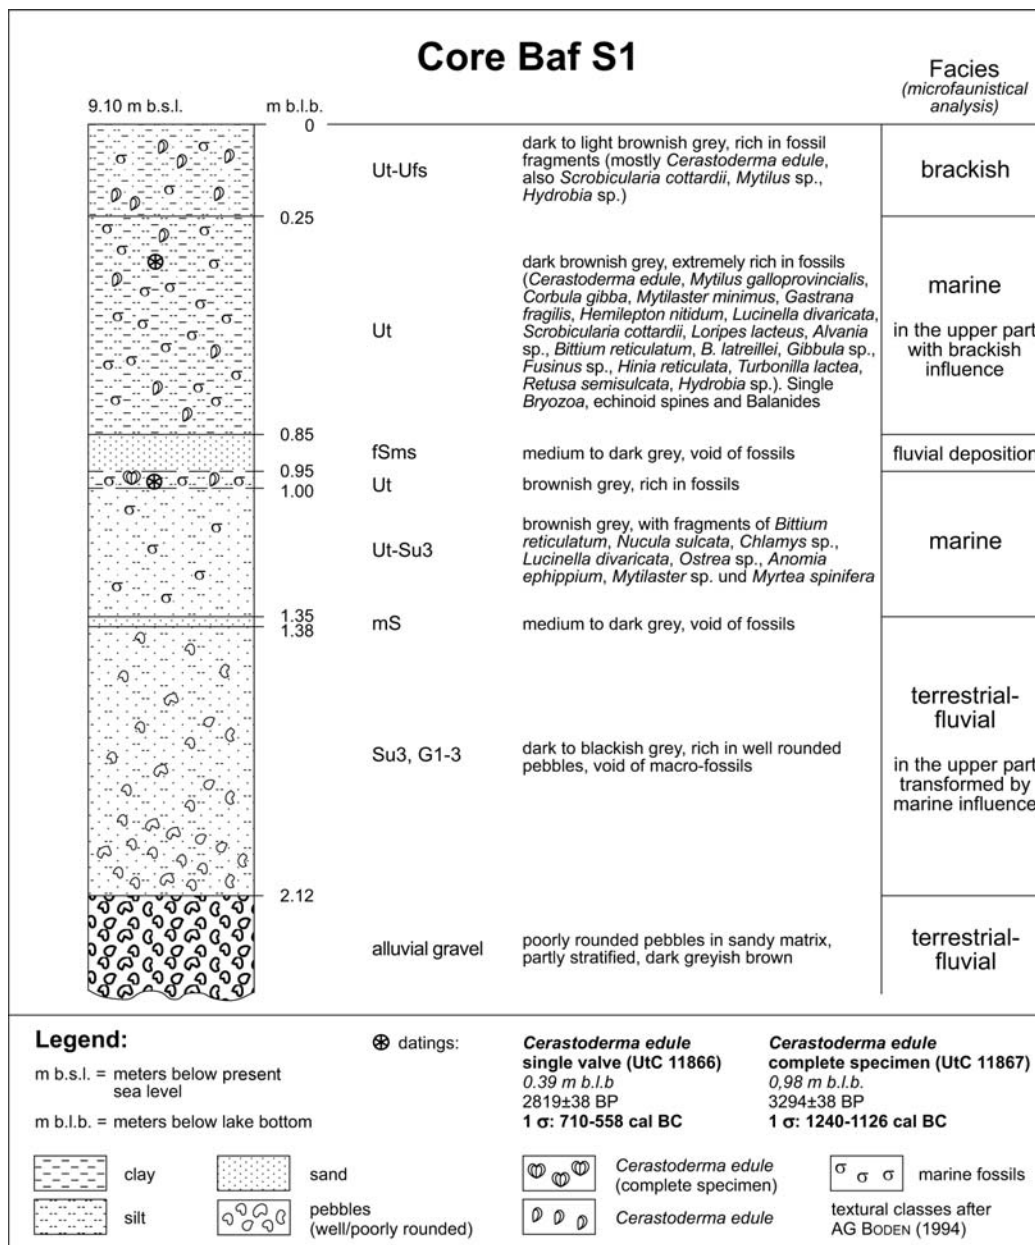 Core Baf S1
Facies
(microfaunistical
analysis)
9.10 m b.s.l.
m b.l.b.
0
Ut-Ufs
dark to light brownish grey, rich in fossil
fragments (mostly Cerastoderma edule,
also Scrobicularia cottardii, Mytilus sp.,
Hydrobia sp.)
brackish
0.25
Ut
dark brownish grey, extremely rich in fossils
(Cerastoderma edule, Mytilus galloprovincialis,
Corbula gibba, Mytilaster minimus, Gastrana
fragilis, Hemilepton nitidum, Lucinella divaricata,
Scrobicularia cottardii, Loripes lacteus, Alvania
sp., Bittium reticulatum, B. latreillei, Gibbula sp.,
Fusinus sp., Hinia reticulata, Turbonilla lactea,
Retusa semisulcata, Hydrobia sp.). Single
Bryozoa, echinoid spines and Balanides
marine
in the upper part
with brackish
influence
0.85
fSms
medium to dark grey, void of fossils
fluvial deposition
0.95
Ut
brownish grey, rich in fossils
1.00
Ut-Su3
brownish grey, with fragments of Bittium
reticulatum, Nucula sulcata, Chlamys sp.,
Lucinella divaricata, Ostrea sp., Anomia
ephippium, Mytilaster sp. und Myrtea spinifera
marine
1.35
mS
medium to dark grey, void of fossils
1.38
Su3, G1-3
dark to blackish grey, rich in well rounded
pebbles, void of macro-fossils
terrestrial-
fluvial
in the upper part
transformed by
marine influence
2.12
alluvial gravel
poorly rounded pebbles in sandy matrix,
partly stratified, dark greyish brown
terrestrial-
fluvial
Legend:
m b.s.l. = meters below present
sea level
m b.l.b. = meters below lake bottom
datings:
Cerastoderma edule
single valve (UtC 11866)
0.39 m b.l.b
2819±38 BP
1 σ: 710-558 cal BC
Cerastoderma edule
complete specimen (UtC 11867)
0,98 m b.l.b.
3294±38 BP
1 σ: 1240-1126 cal BC
clay
sand
Cerastoderma edule
(complete specimen)
marine fossils
silt
pebbles
(well/poorly rounded)
Cerastoderma edule
textural classes after
AG BODEN (1994)